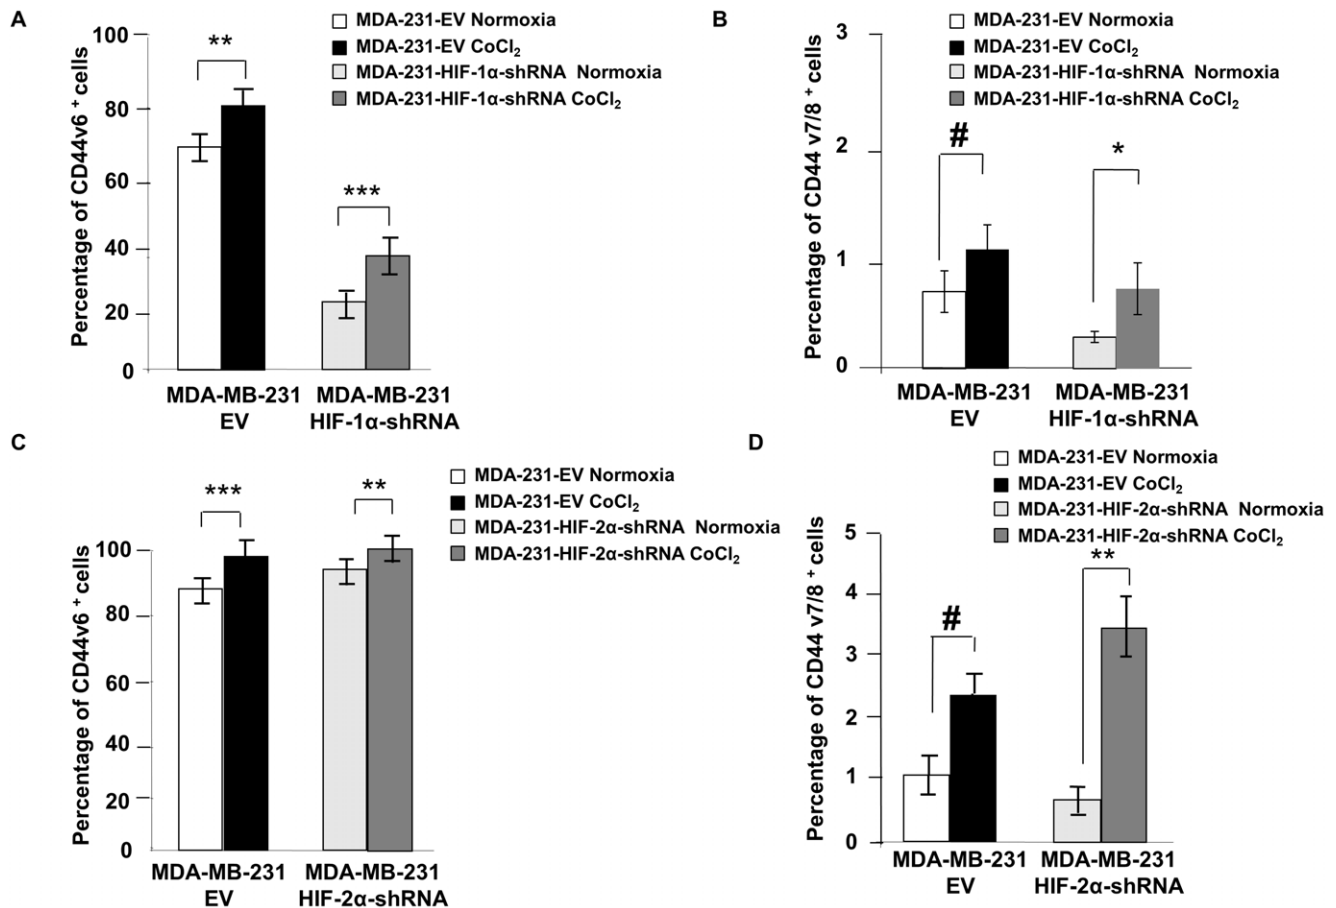 A
MDA-231-EV Normoxia
MDA-231-EV CoCl₂
MDA-231-HIF-1α-shRNA Normoxia
MDA-231-HIF-1α-shRNA CoCl₂
Percentage of CD44v6 ⁺ cells
100
80
60
40
20
0
**
***
MDA-MB-231
EV
MDA-MB-231
HIF-1α-shRNA
B
MDA-231-EV Normoxia
MDA-231-EV CoCl₂
MDA-231-HIF-1α-shRNA Normoxia
MDA-231-HIF-1α-shRNA CoCl₂
Percentage of CD44 v7/8 ⁺ cells
3
2
1
0
#
*
MDA-MB-231
EV
MDA-MB-231
HIF-1α-shRNA
C
MDA-231-EV Normoxia
MDA-231-EV CoCl₂
MDA-231-HIF-2α-shRNA Normoxia
MDA-231-HIF-2α-shRNA CoCl₂
Percentage of CD44v6 ⁺ cells
100
80
60
40
20
0
***
**
MDA-MB-231
EV
MDA-MB-231
HIF-2α-shRNA
D
MDA-231-EV Normoxia
MDA-231-EV CoCl₂
MDA-231-HIF-2α-shRNA Normoxia
MDA-231-HIF-2α-shRNA CoCl₂
Percentage of CD44 v7/8 ⁺ cells
5
4
3
2
1
0
#
**
MDA-MB-231
EV
MDA-MB-231
HIF-2α-shRNA